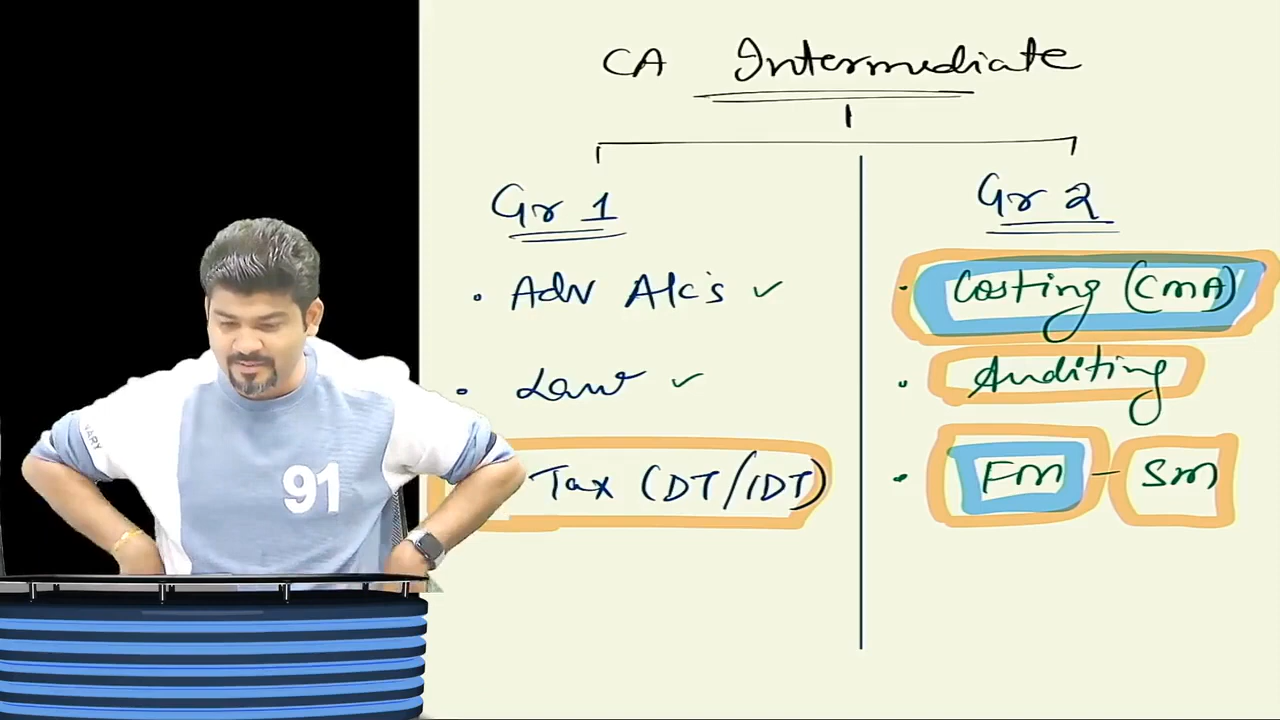 CA Intermediate
Gr 1
Gr 2
• Adv A/c's ✓
• Costing (CMA)
• Law ✓
• Auditing
Tax (DT/IDT)
• FM - SM
91